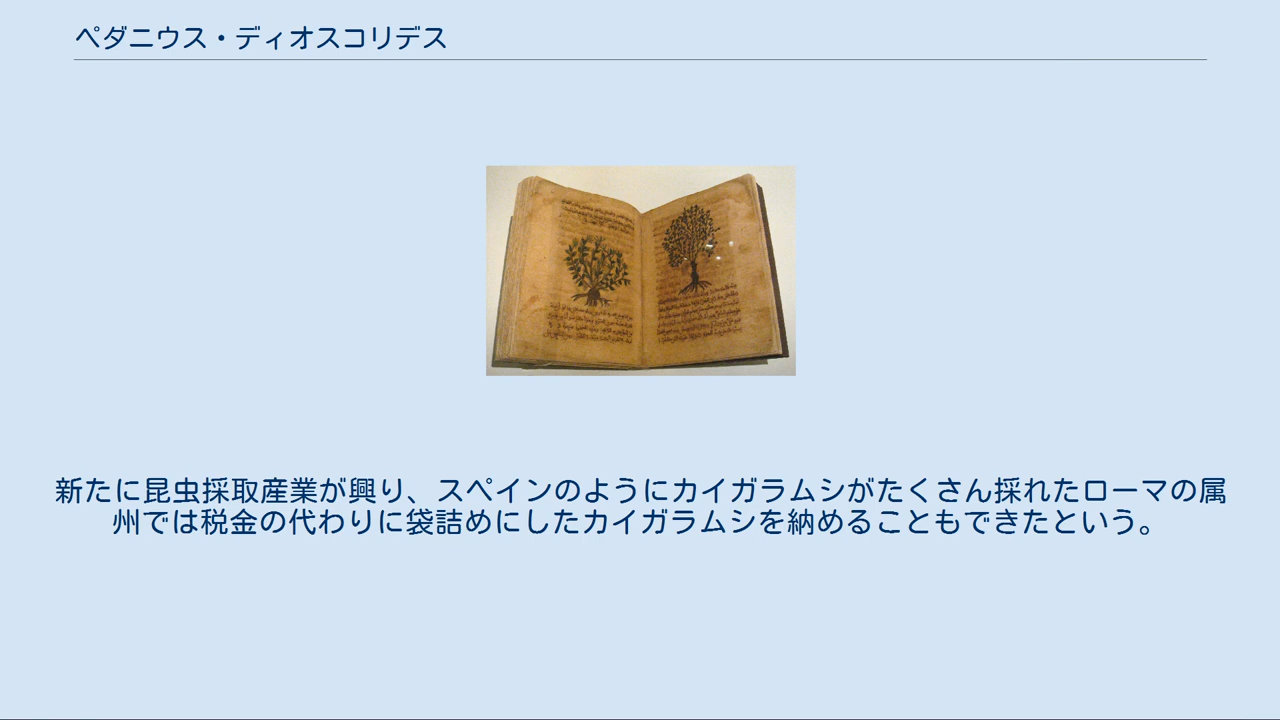 ペダニウス・ディオスコリデス
新たに昆虫採取産業が興り、スペインのようにカイガラムシがたくさん採れたローマの属
州では税金の代わりに袋詰めにしたカイガラムシを納めることもできたという。